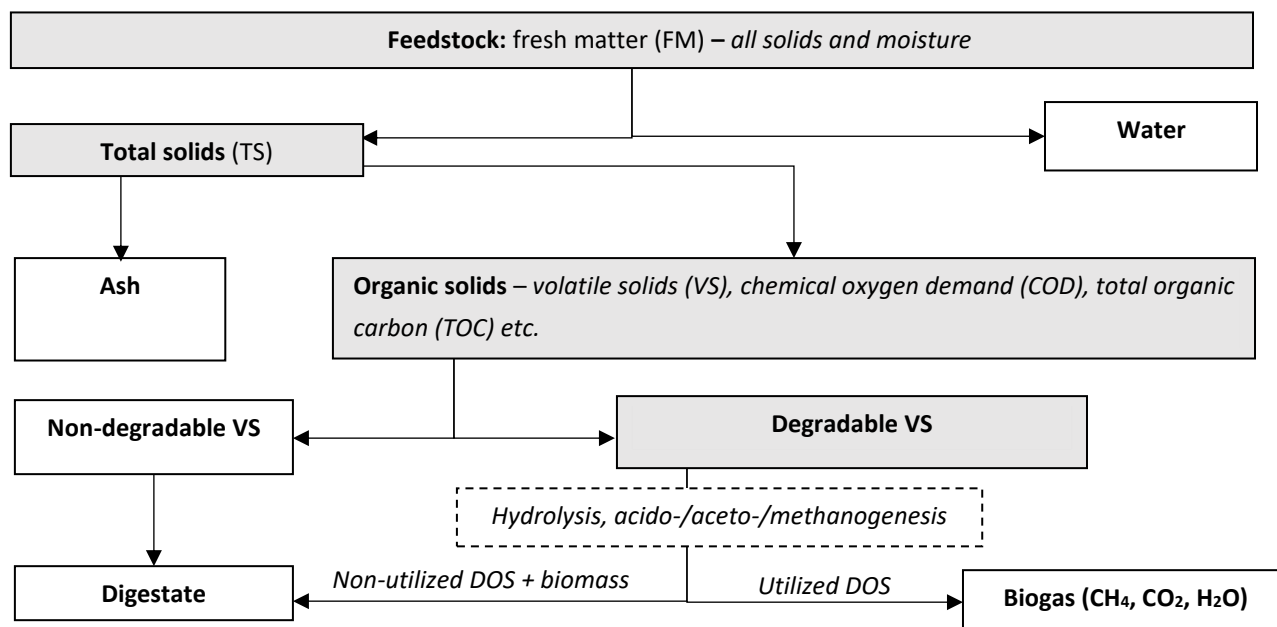 Feedstock: fresh matter (FM) – all solids and moisture
Water
Total solids (TS)
Ash
Organic solids – volatile solids (VS), chemical oxygen demand (COD), total organic
carbon (TOC) etc.
Non-degradable VS
Degradable VS
Hydrolysis, acido-/aceto-/methanogenesis
Digestate
Non-utilized DOS + biomass
Utilized DOS
Biogas (CH₄, CO₂, H₂O)